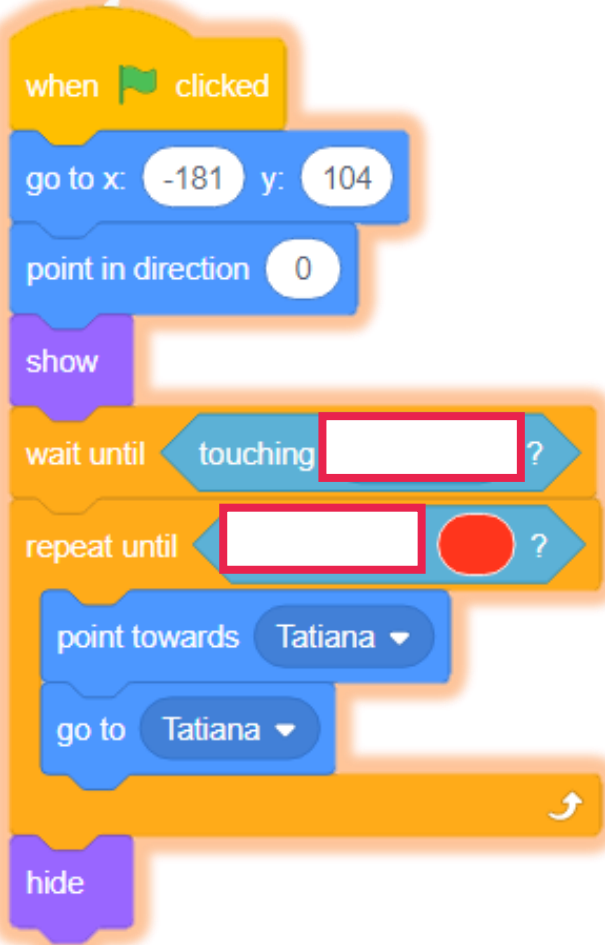 when clicked
go to x: -181 y: 104
point in direction 0
show
wait until touching ?
repeat until ?
point towards Tatiana
go to Tatiana
hide